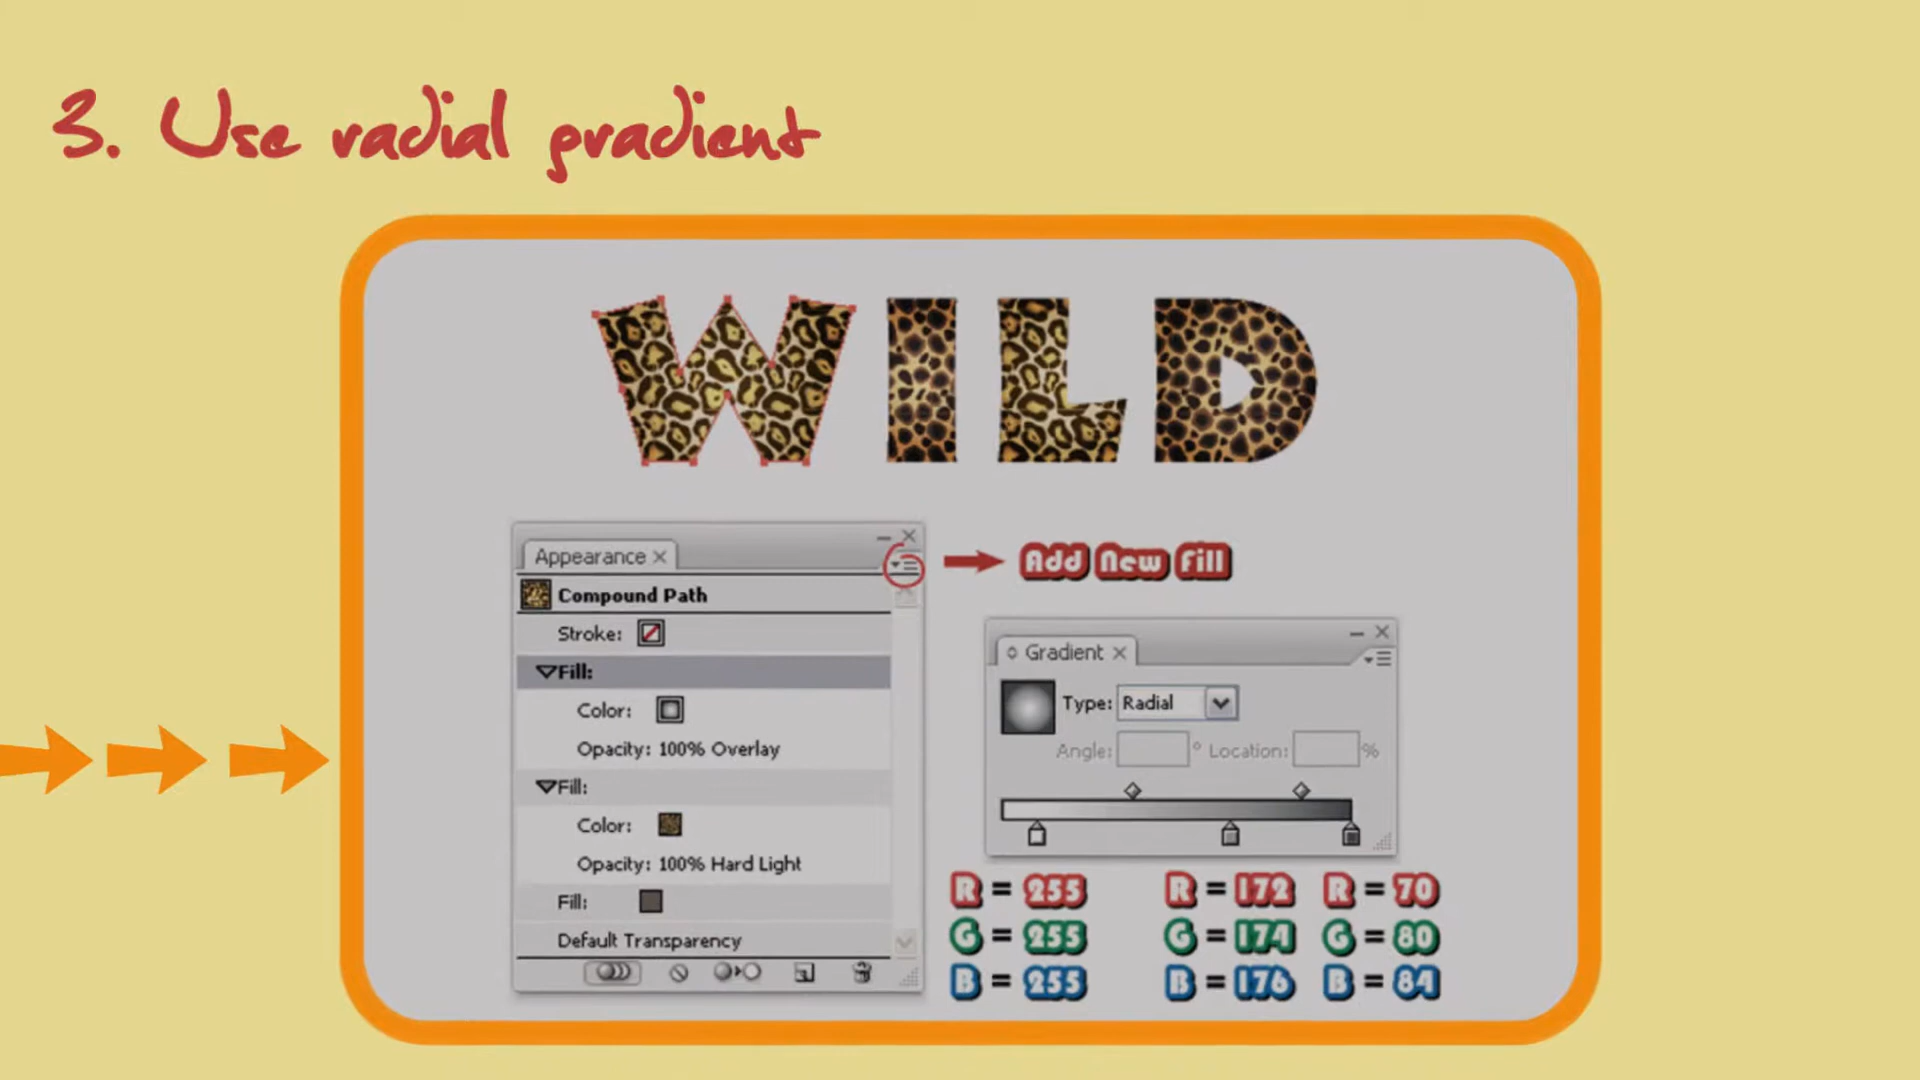 3. Use radial gradient
WILD
Appearance
Add New Fill
Compound Path
Stroke:
Fill:
Color:
Opacity: 100% Overlay
Fill:
Color:
Opacity: 100% Hard Light
Fill:
Default Transparency
Gradient
Type: Radial
Angle: ° Location: %
R = 255 R = 172 R = 70
G = 255 G = 174 G = 80
B = 255 B = 176 B = 84